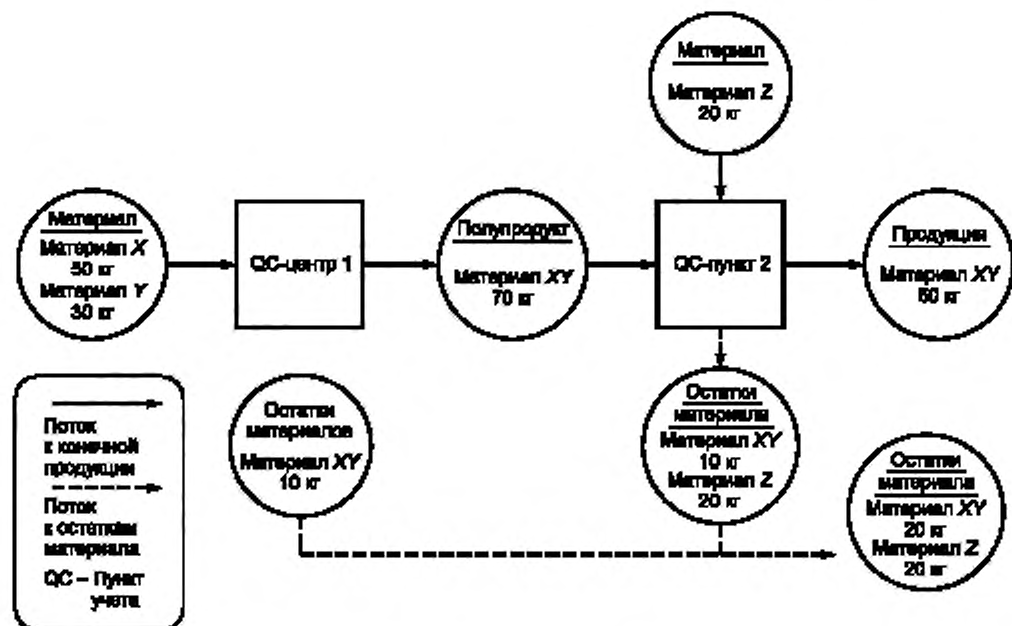 Материал
Материал Z
20 кг
Материал
Материал X
50 кг
Материал Y
30 кг
QC-центр 1
Полупродукт
Материал XY
70 кг
QC-пункт 2
Продукция
Материал XY
60 кг
Поток
к конечной
продукции
Поток
к остаткам
материала
QC – Пункт
учета
Остатки
материалов
Материал XY
10 кг
Остатки
материала
Материал XY
10 кг
Материал Z
20 кг
Остатки
материала
Материал XY
20 кг
Материал Z
20 кг